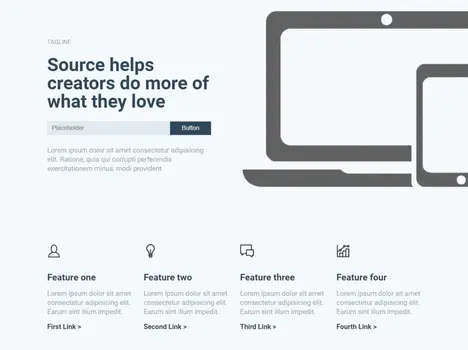 TAGLINE
Source helps
creators do more of
what they love
Placeholder
Button
Lorem ipsum dolor sit amet consectetur adipisicing
elit. Ratione, quia qui corrupti perferendis
exercitationem minus, modi provident
Feature one
Lorem ipsum dolor sit
amet, consectetur elit.
Earum sint illum impedit.
First Link >
Feature two
Lorem ipsum dolor sit
amet, consectetur elit.
Earum sint illum impedit.
Second Link >
Feature three
Lorem ipsum dolor sit
amet, consectetur elit.
Earum sint illum impedit.
Third Link >
Feature four
Lorem ipsum dolor sit
amet, consectetur elit.
Earum sint illum impedit.
Fourth Link >